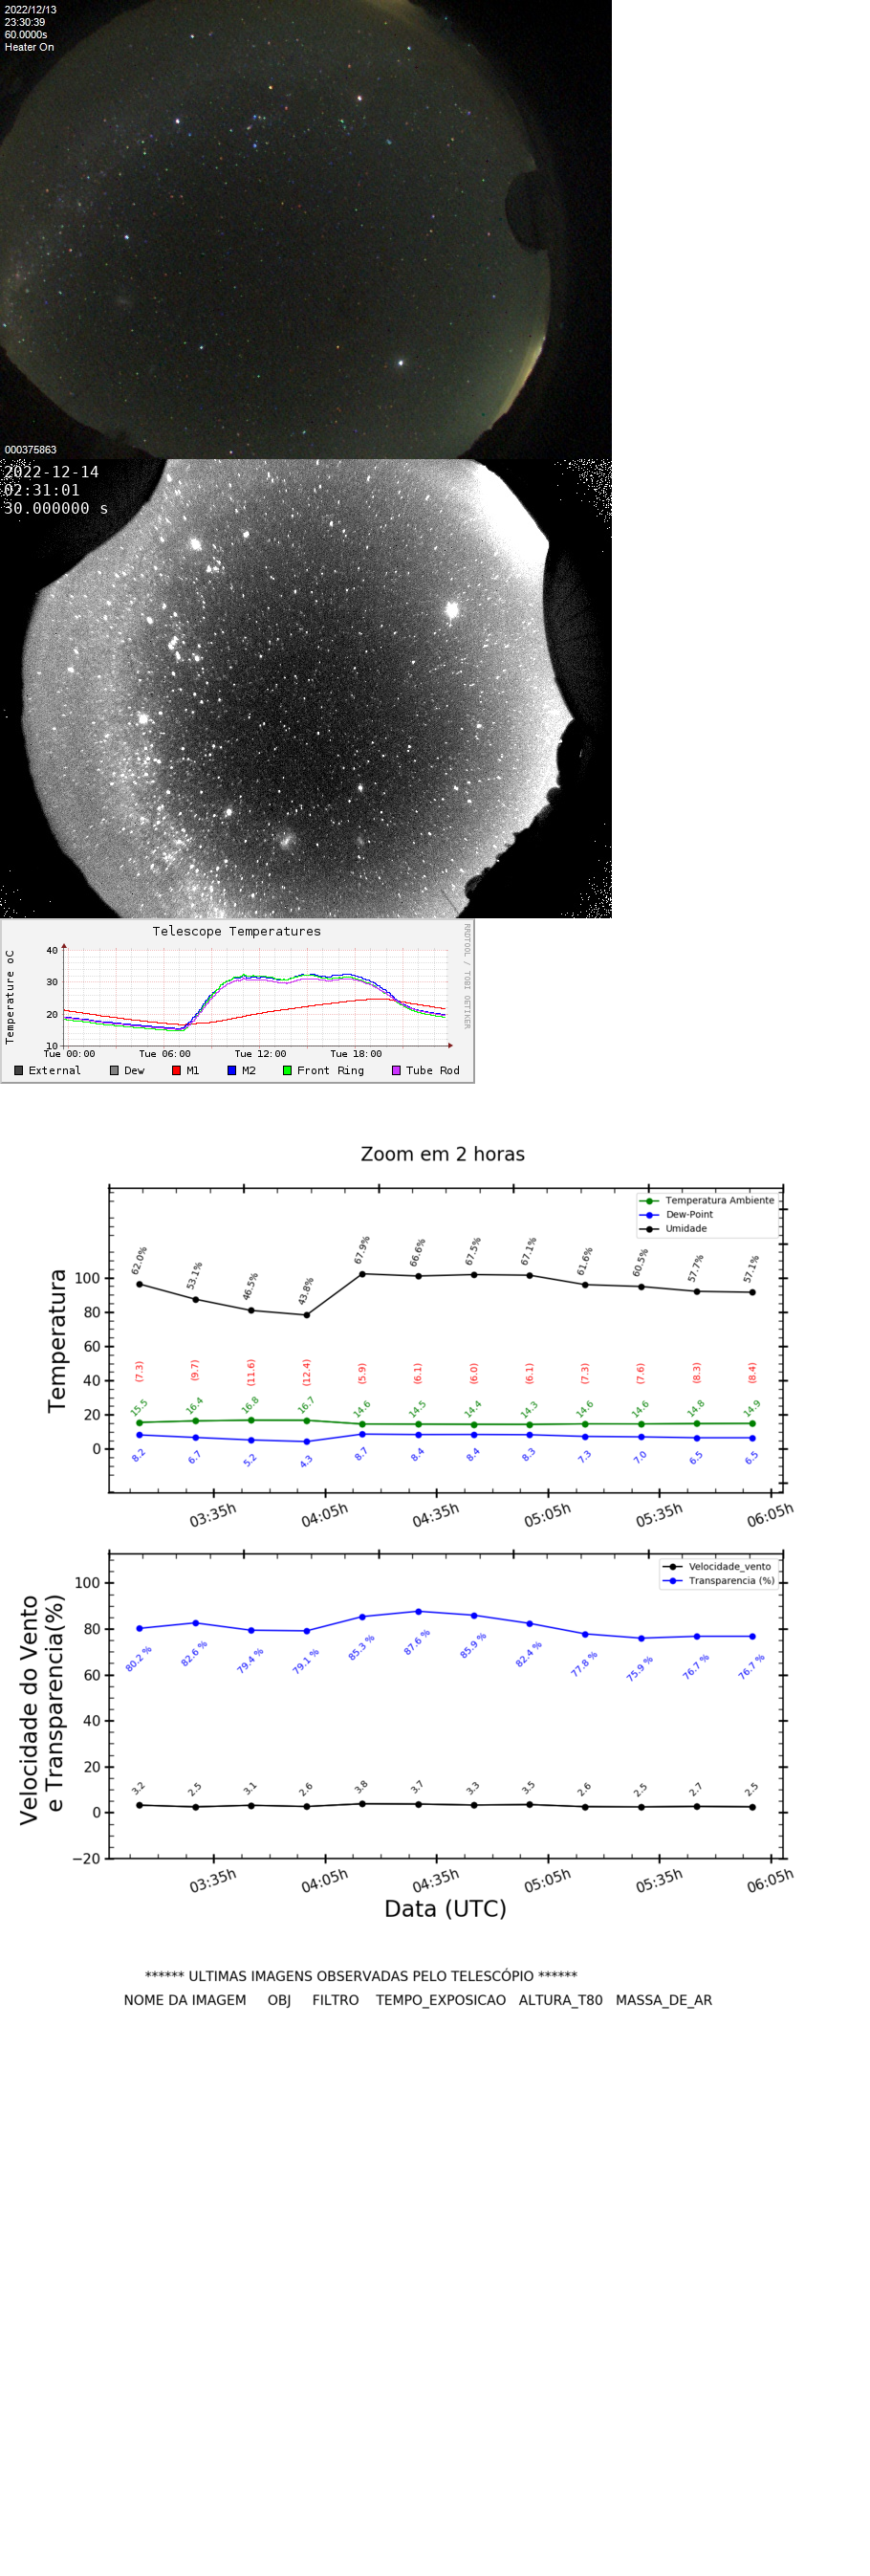 2022/12/13
23:30:39
60.0000s
Heater On
000375863
2022-12-14
02:31:01
30.000000 s
Telescope Temperatures
RRDTOOL / TOBI OETIKER
Temperature oC
40
30
20
10
Tue 00:00 Tue 06:00 Tue 12:00 Tue 18:00
External Dew M1 M2 Front Ring Tube Rod
Zoom em 2 horas
Temperatura Ambiente
Dew-Point
Umidade
Temperatura
100
80
60
40
20
0
62.0% 53.1% 46.5% 43.8% 67.9% 66.6% 67.5% 67.1% 61.6% 60.5% 57.7% 57.1%
(7.3) (9.7) (11.6) (12.4) (5.9) (6.1) (6.0) (6.1) (7.3) (7.6) (8.3) (8.4)
15.5 16.4 16.8 16.7 14.6 14.5 14.4 14.3 14.6 14.6 14.8 14.9
8.2 6.7 5.2 4.3 8.7 8.4 8.4 8.3 7.3 7.0 6.5 6.5
03:35h 04:05h 04:35h 05:05h 05:35h 06:05h
Velocidade_vento
Transparencia (%)
Velocidade do Vento
e Transparencia(%)
100
80
60
40
20
0
−20
80.2 % 82.6 % 79.4 % 79.1 % 85.3 % 87.6 % 85.9 % 82.4 % 77.8 % 75.9 % 76.7 % 76.7 %
3.2 2.5 3.1 2.6 3.8 3.7 3.3 3.5 2.6 2.5 2.7 2.5
03:35h 04:05h 04:35h 05:05h 05:35h 06:05h
Data (UTC)
****** ULTIMAS IMAGENS OBSERVADAS PELO TELESCÓPIO ******
NOME DA IMAGEM OBJ FILTRO TEMPO_EXPOSICAO ALTURA_T80 MASSA_DE_AR